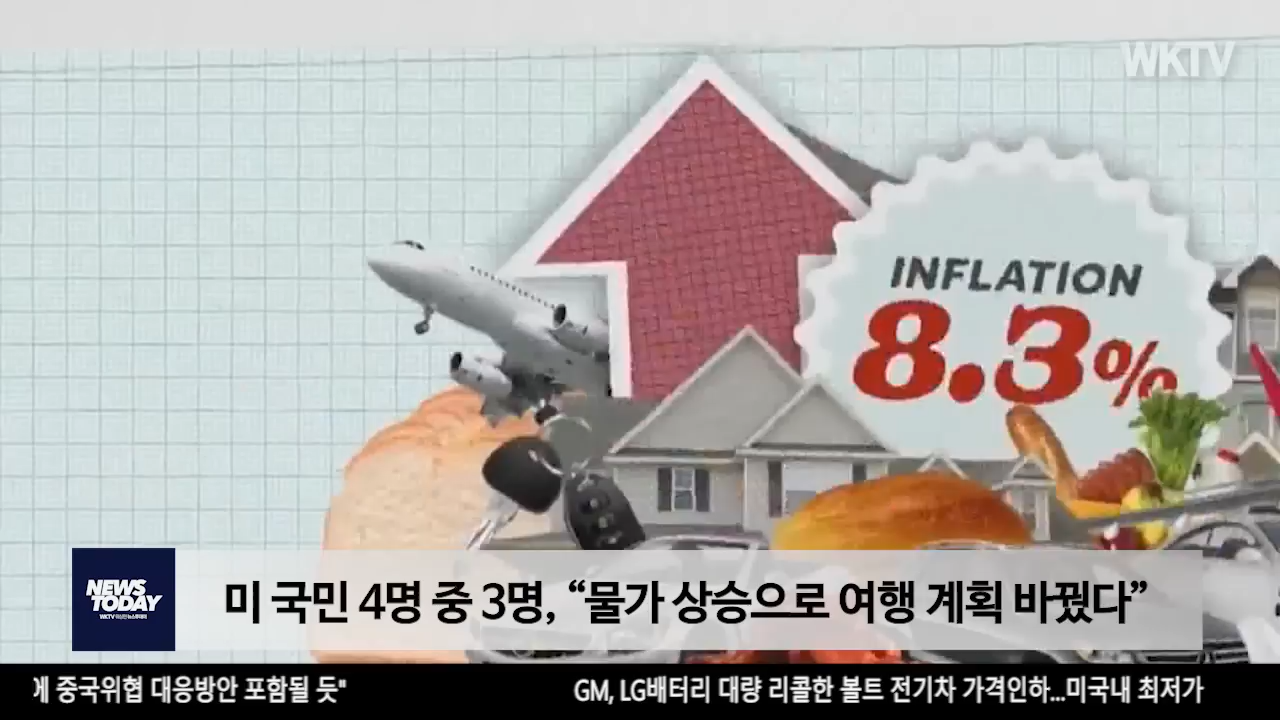 WKTV
INFLATION
8.3%
NEWS
TODAY
미 국민 4명 중 3명, “물가 상승으로 여행 계획 바꿨다”
에 중국위협 대응방안 포함될 듯" GM, LG배터리 대량 리콜한 볼트 전기차 가격인하...미국내 최저가